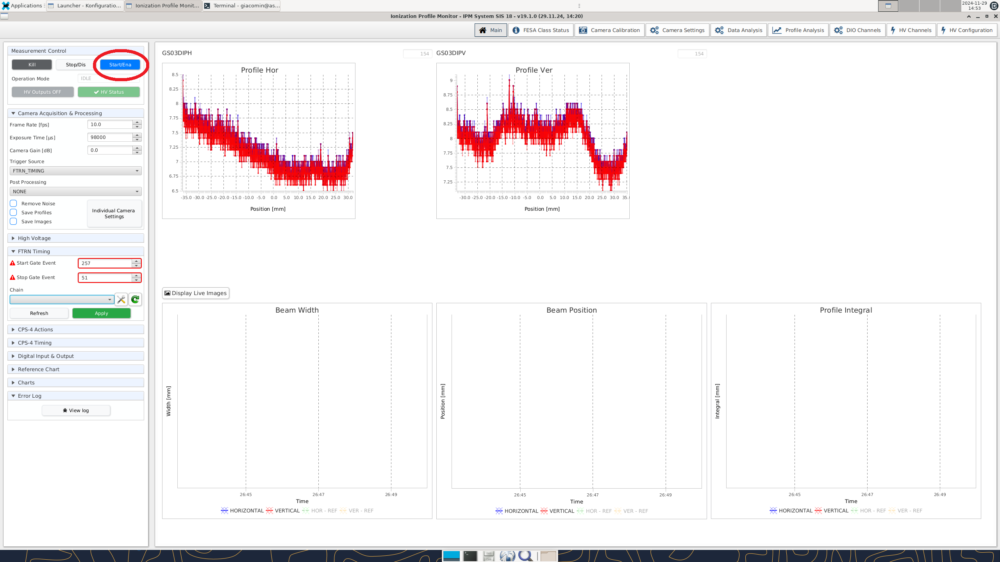 Applications
Launcher - Konfiguratio...
Ionization Profile Monit...
Terminal - giacomin@as...
2024-11-29
14:53
Ionization Profile Monitor - IPM System SIS 18 - v19.1.0 (29.11.24, 14:20)
Main
FESA Class Status
Camera Calibration
Camera Settings
Data Analysis
Profile Analysis
DIO Channels
HV Channels
HV Configuration
Measurement Control
Kill
Stop/Dis
Start/Ena
Operation Mode
IDLE
HV Outputs OFF
HV Status
Camera Acquisition & Processing
Frame Rate [fps]
10.0
Exposure Time [µs]
98000
Camera Gain [dB]
0.0
Trigger Source
FTRN_TIMING
Post Processing
NONE
Remove Noise
Save Profiles
Save Images
Individual Camera
Settings
High Voltage
FTRN Timing
Start Gate Event
257
Stop Gate Event
51
Chain
Refresh
Apply
CPS-4 Actions
CPS-4 Timing
Digital Input & Output
Reference Chart
Charts
Error Log
View log
GS03DIPH
154
Profile Hor
8.5
8.25
8
7.75
7.5
7.25
7
6.75
6.5
-35.0 -30.0 -25.0 -20.0 -15.0 -10.0 -5.0 0.0 5.0 10.0 15.0 20.0 25.0 30.0
Position [mm]
GS03DIPV
154
Profile Ver
9
8.75
8.5
8.25
8
7.75
7.5
7.25
-30.0 -25.0 -20.0 -15.0 -10.0 -5.0 0.0 5.0 10.0 15.0 20.0 25.0 30.0 35.
Position [mm]
Display Live Images
Beam Width
Width [mm]
26:45 26:47 26:49
Time
HORIZONTAL VERTICAL HOR - REF VER - REF
Beam Position
Position [mm]
26:45 26:47 26:49
Time
HORIZONTAL VERTICAL HOR - REF VER - REF
Profile Integral
Integral [mm]
26:45 26:47 26:49
Time
HORIZONTAL VERTICAL HOR - REF VER - REF